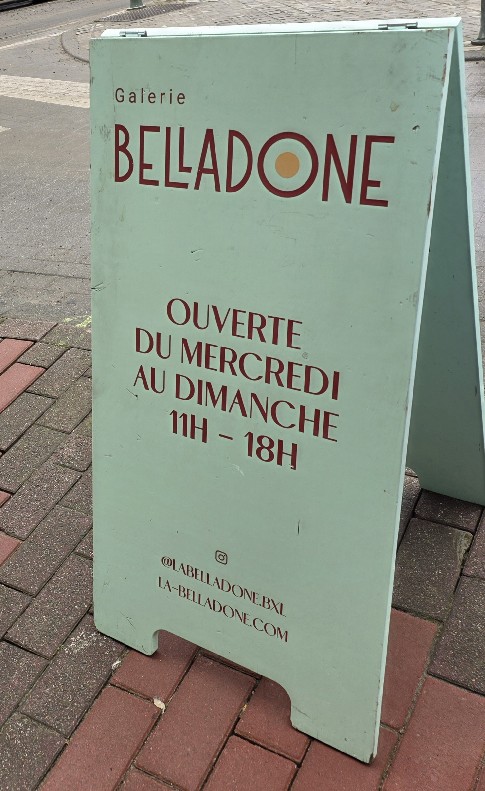 Galerie
BELLADONE
OUVERTE
DU MERCREDI
AU DIMANCHE
11H – 18H
@LABELLADONE.BXL
LA-BELLADONE.COM